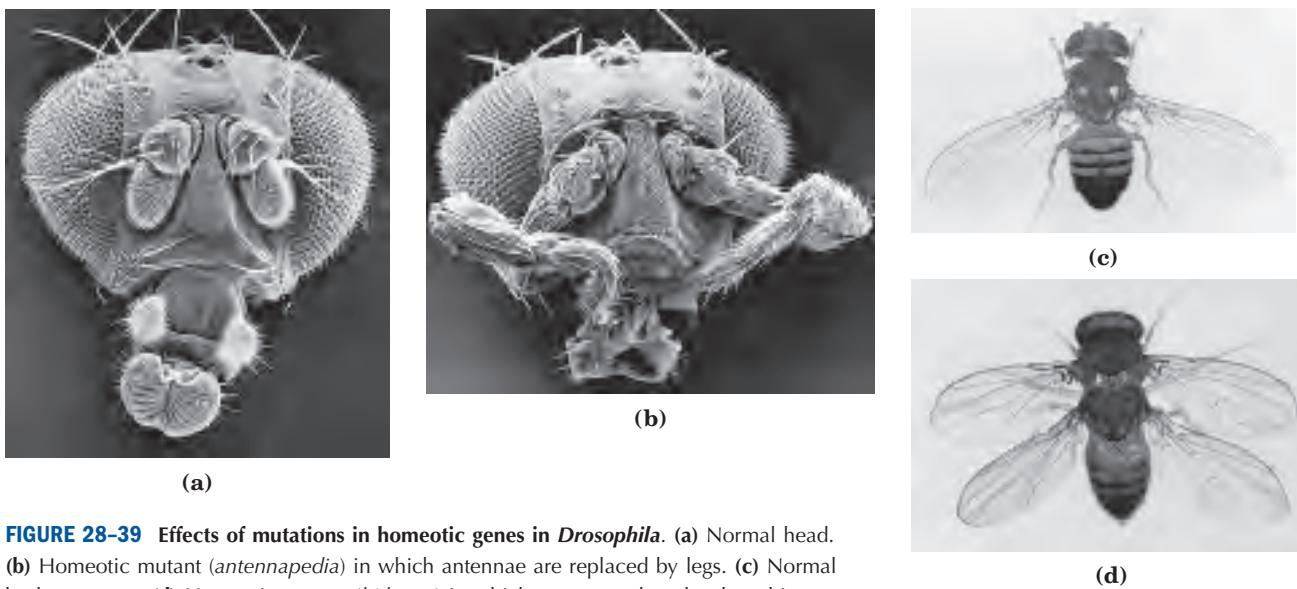 (a)
(b)
(c)
(d)
FIGURE 28–39 Effects of mutations in homeotic genes in Drosophila. (a) Normal head.
(b) Homeotic mutant (antennapedia) in which antennae are replaced by legs. (c) Normal